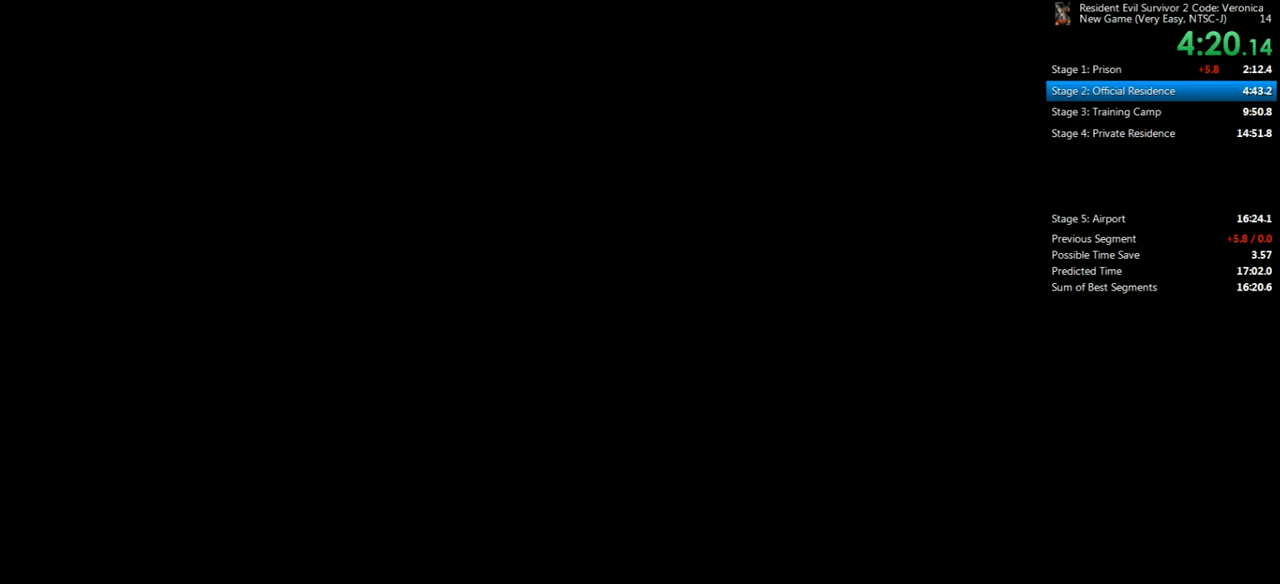 Resident Evil Survivor 2 Code: Veronica
New Game (Very Easy, NTSC-J) 14
4:20.14
Stage 1: Prison +5.8 2:12.4
Stage 2: Official Residence 4:43.2
Stage 3: Training Camp 9:50.8
Stage 4: Private Residence 14:51.8
Stage 5: Airport 16:24.1
Previous Segment +5.8 / 0.0
Possible Time Save 3.57
Predicted Time 17:02.0
Sum of Best Segments 16:20.6